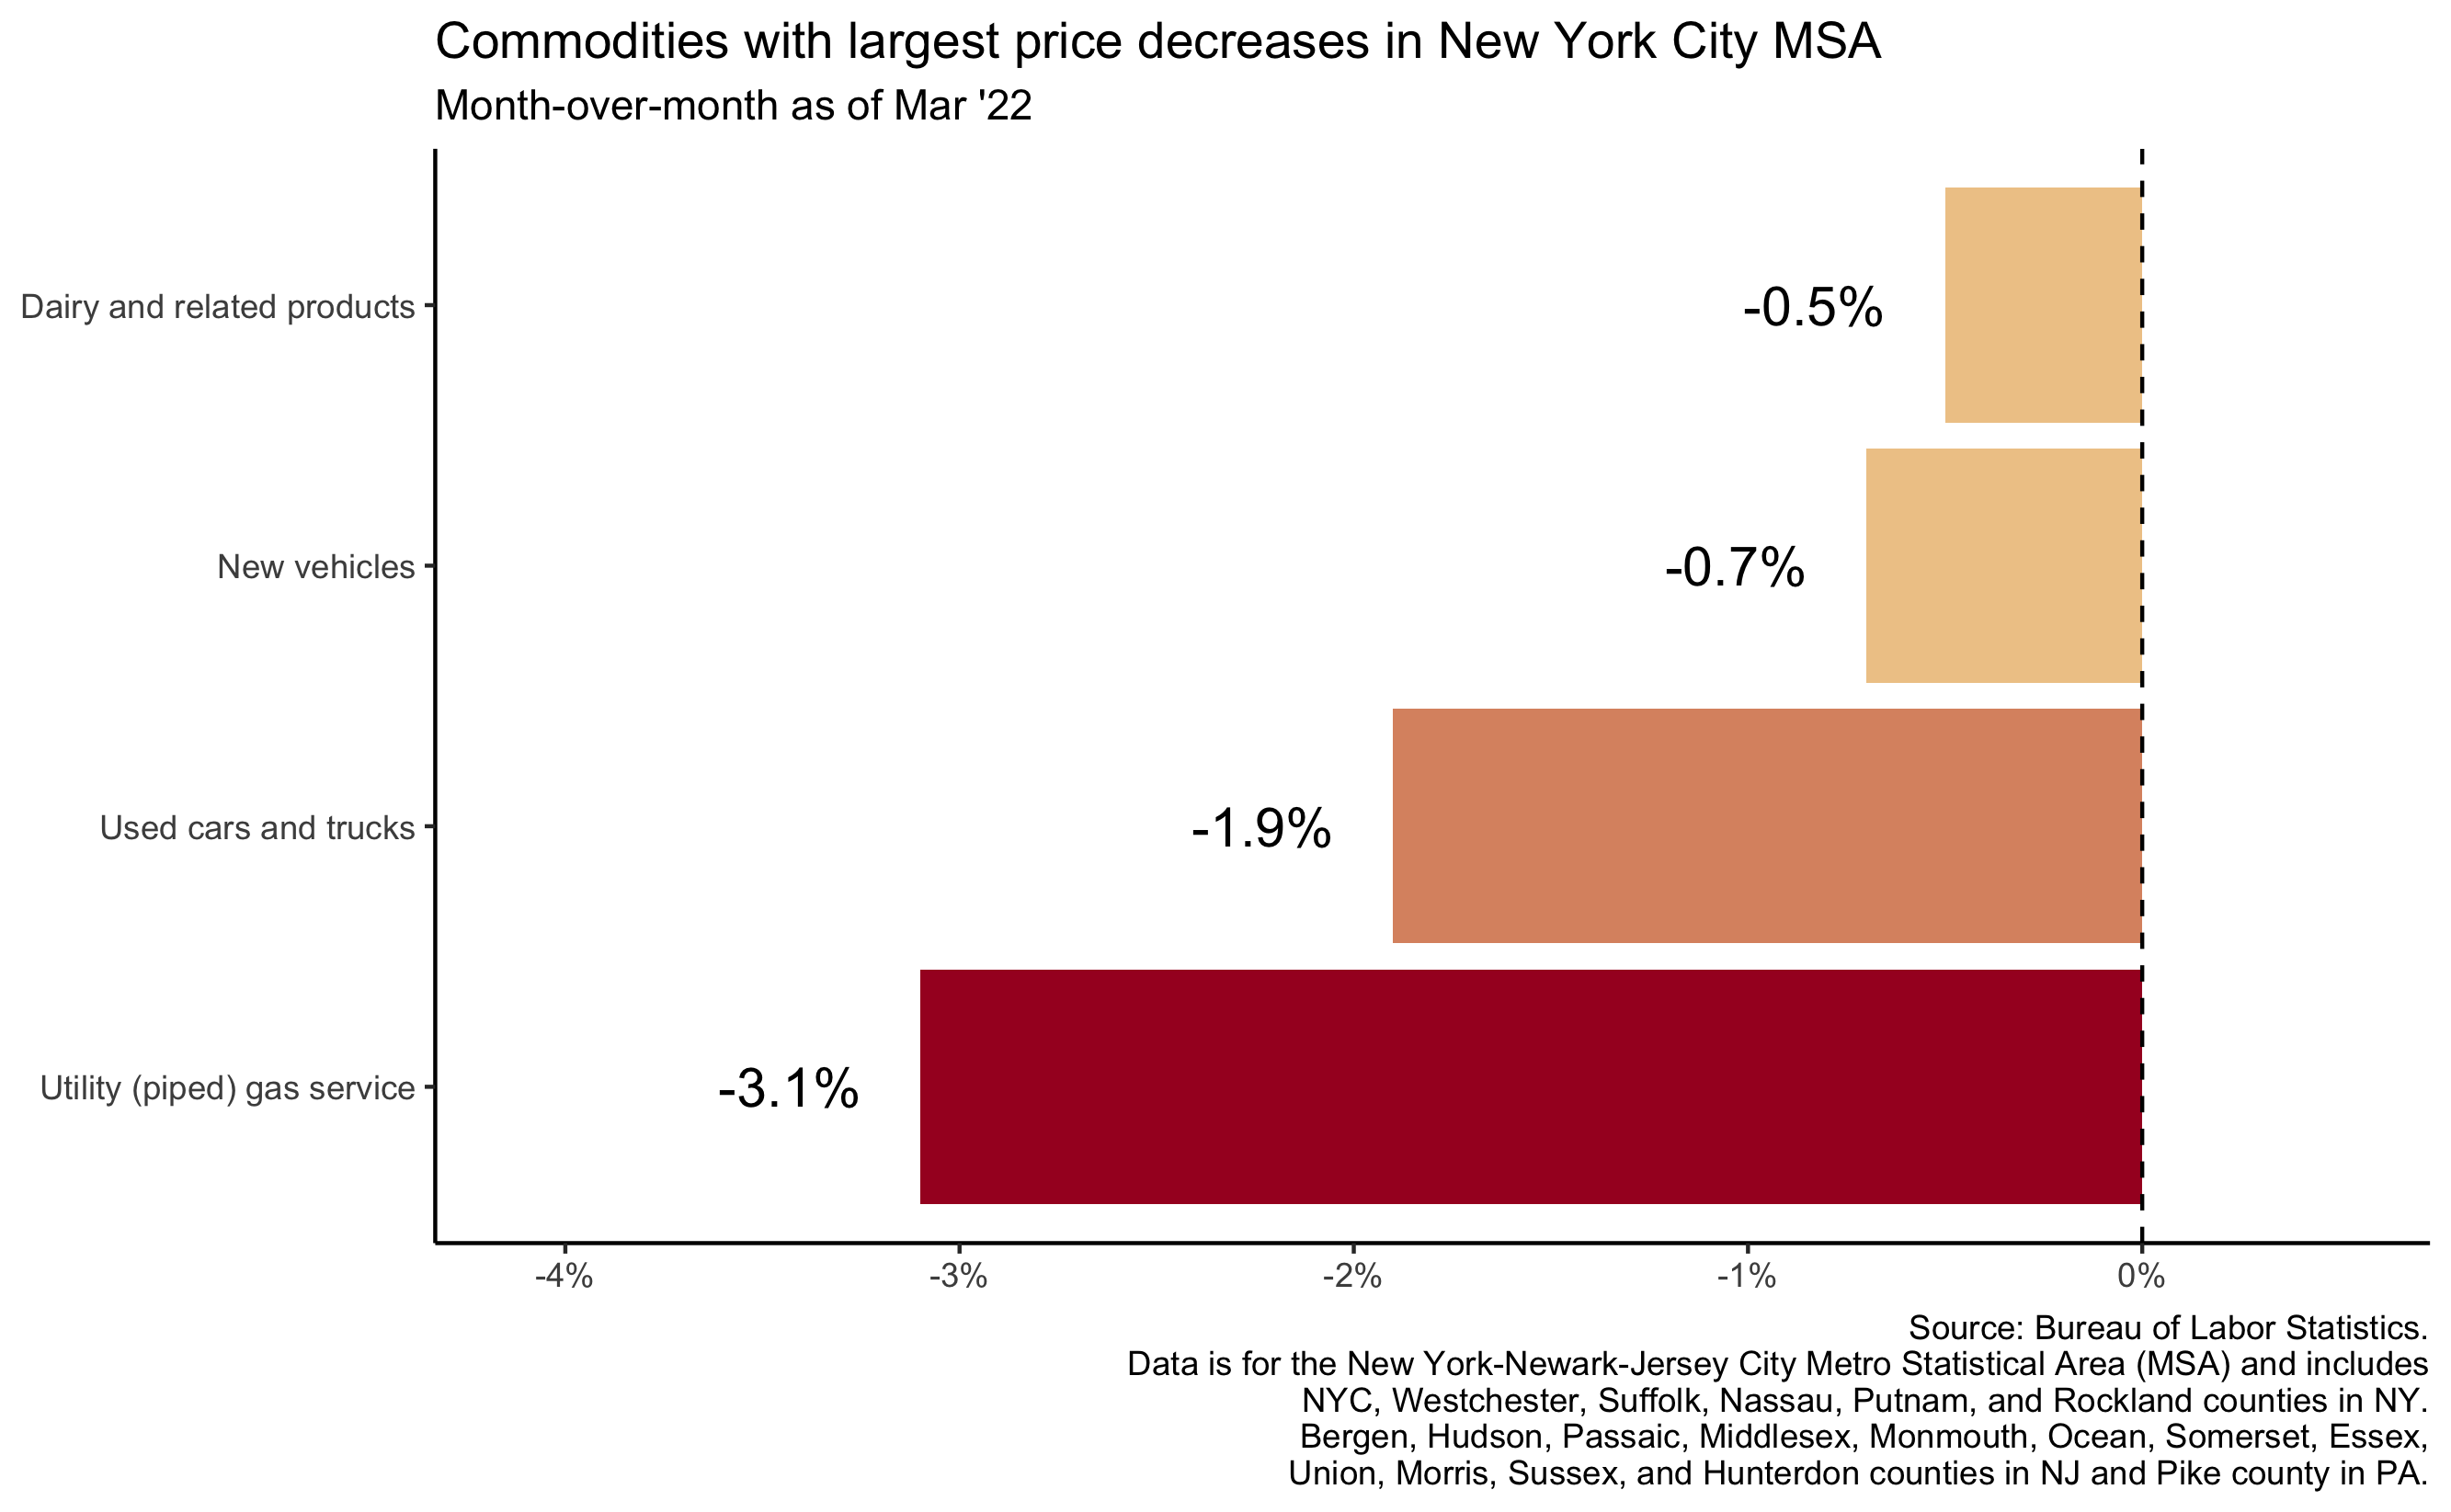 Commodities with largest price decreases in New York City MSA
Month-over-month as of Mar '22
Dairy and related products
-0.5%
New vehicles
-0.7%
Used cars and trucks
-1.9%
Utility (piped) gas service
-3.1%
-4% -3% -2% -1% 0%
Source: Bureau of Labor Statistics.
Data is for the New York-Newark-Jersey City Metro Statistical Area (MSA) and includes
NYC, Westchester, Suffolk, Nassau, Putnam, and Rockland counties in NY.
Bergen, Hudson, Passaic, Middlesex, Monmouth, Ocean, Somerset, Essex,
Union, Morris, Sussex, and Hunterdon counties in NJ and Pike county in PA.